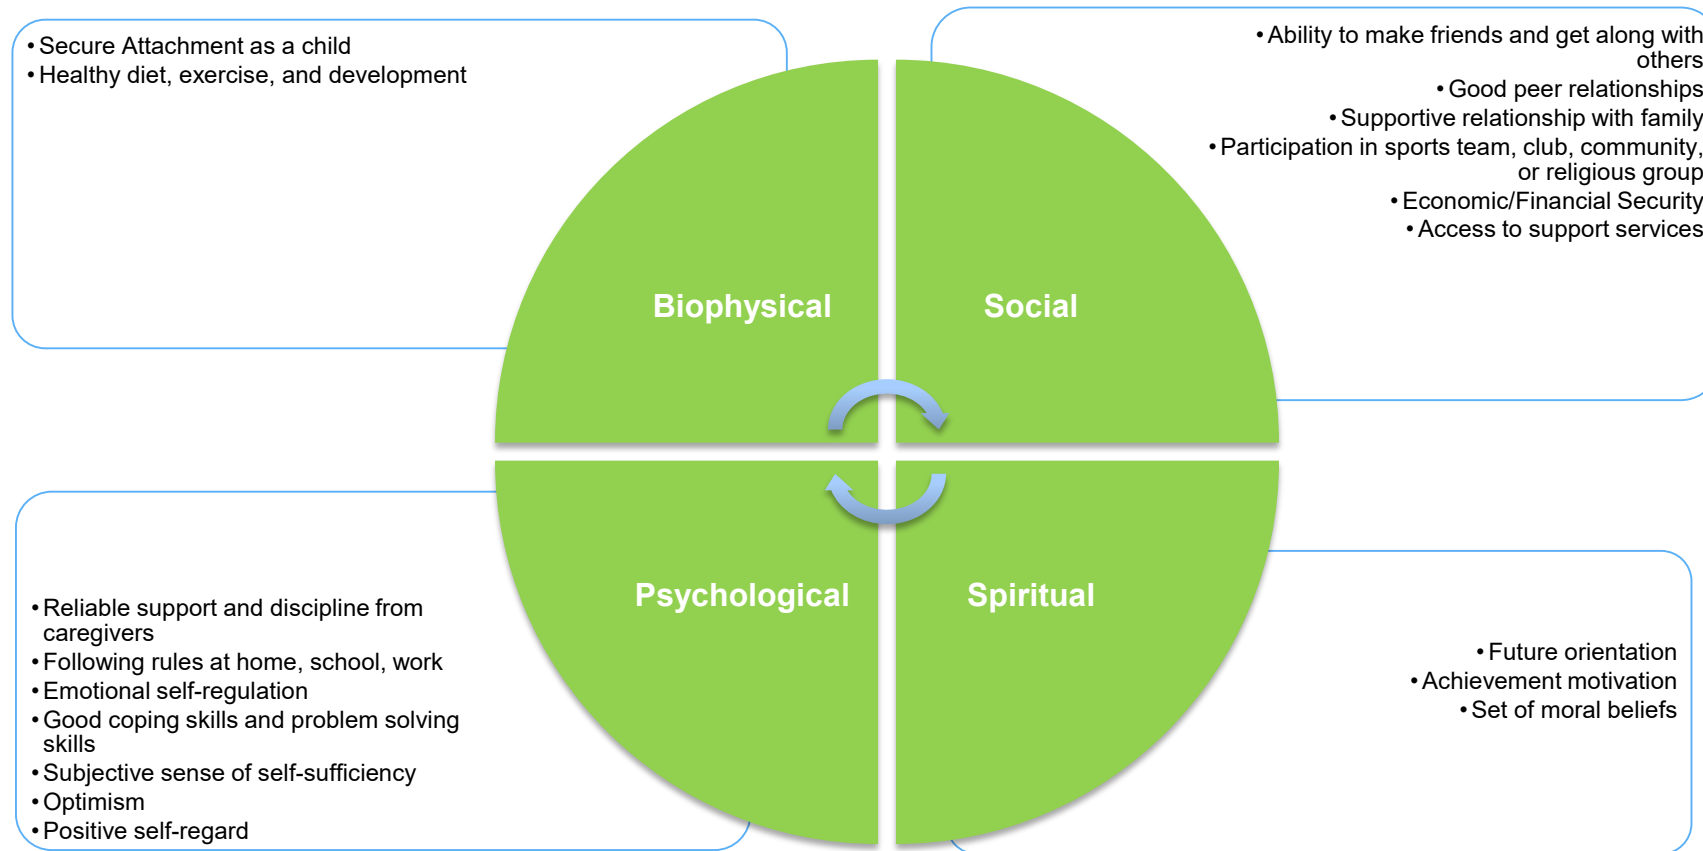 • Secure Attachment as a child
• Healthy diet, exercise, and development
• Ability to make friends and get along with
others
• Good peer relationships
• Supportive relationship with family
• Participation in sports team, club, community,
or religious group
• Economic/Financial Security
• Access to support services
Biophysical
Social
Psychological
Spiritual
• Reliable support and discipline from
caregivers
• Following rules at home, school, work
• Emotional self-regulation
• Good coping skills and problem solving
skills
• Subjective sense of self-sufficiency
• Optimism
• Positive self-regard
• Future orientation
• Achievement motivation
• Set of moral beliefs